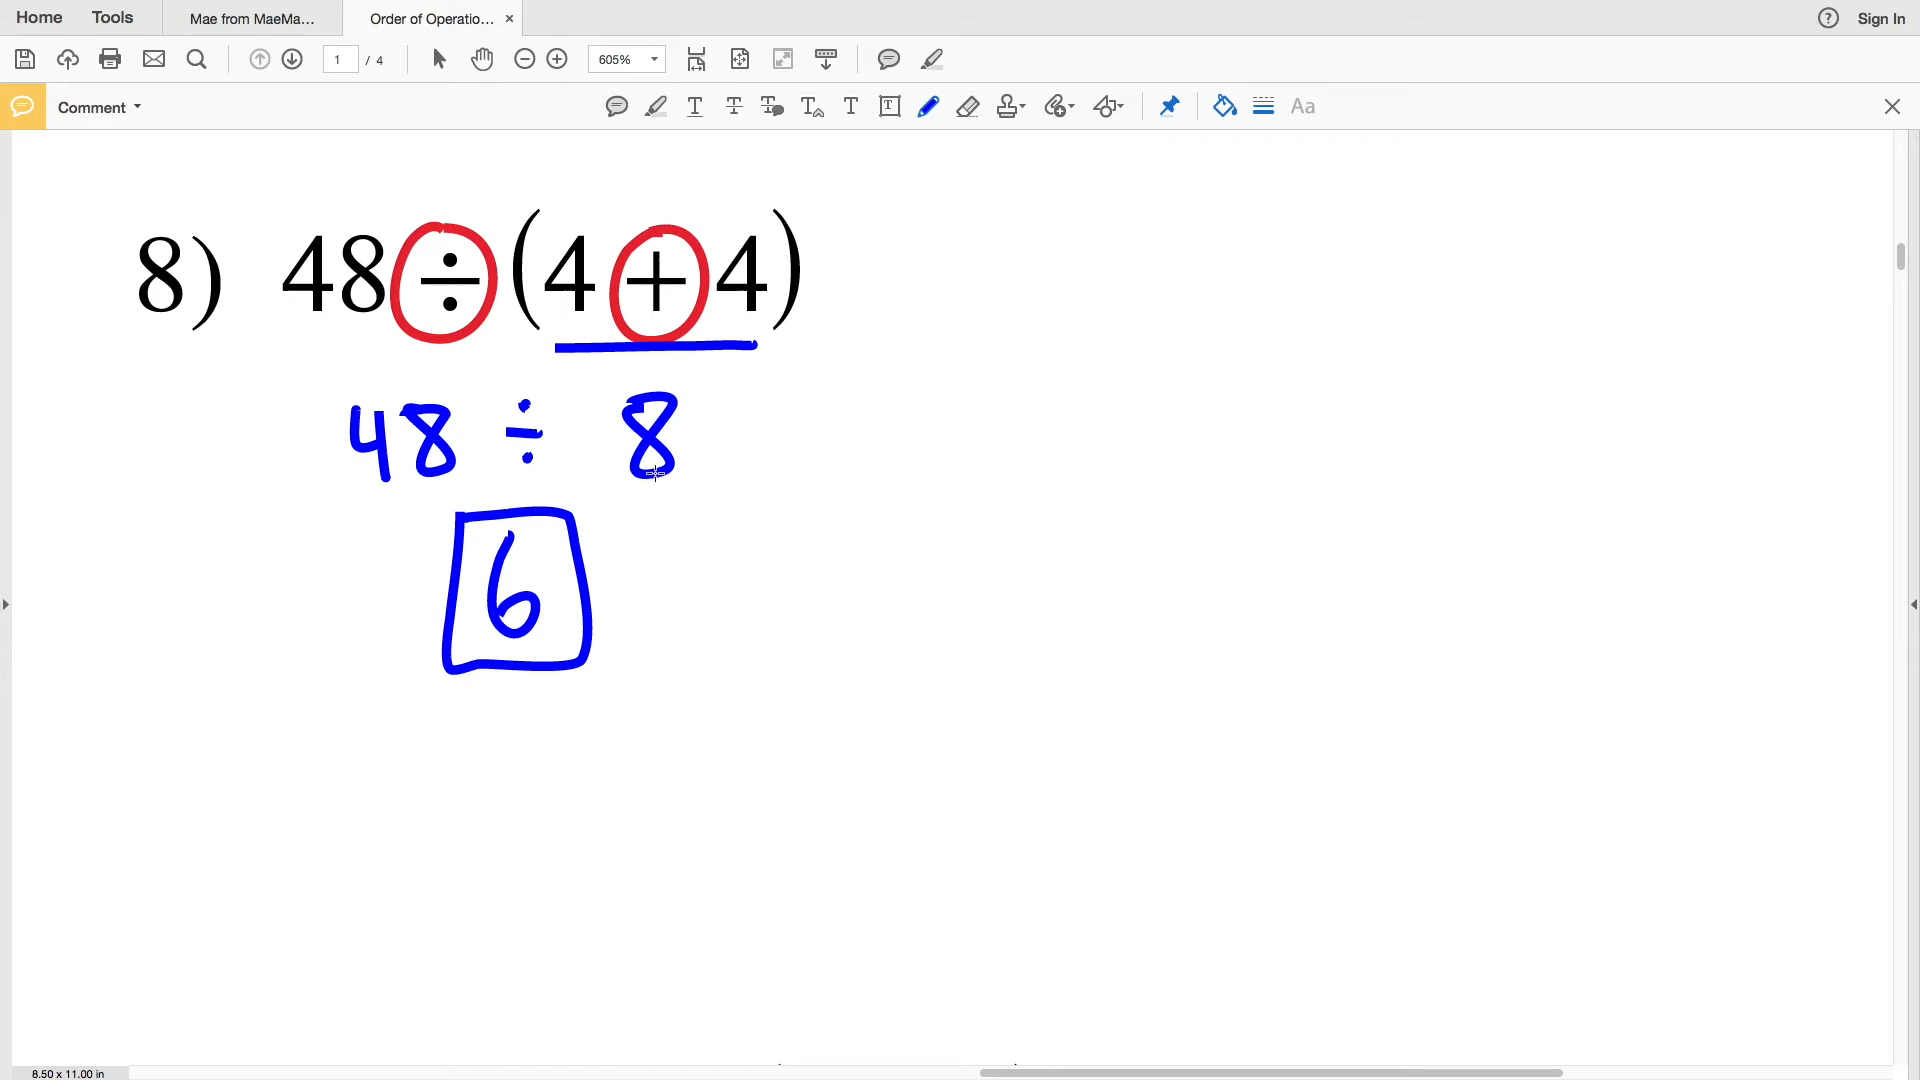 Home Tools Mae from MaeMa... Order of Operatio... × ? Sign In
1 / 4 605%
Comment T T T T T T Aa
8) 48 ÷ (4 + 4)
48 ÷ 8
6
8.50 x 11.00 in